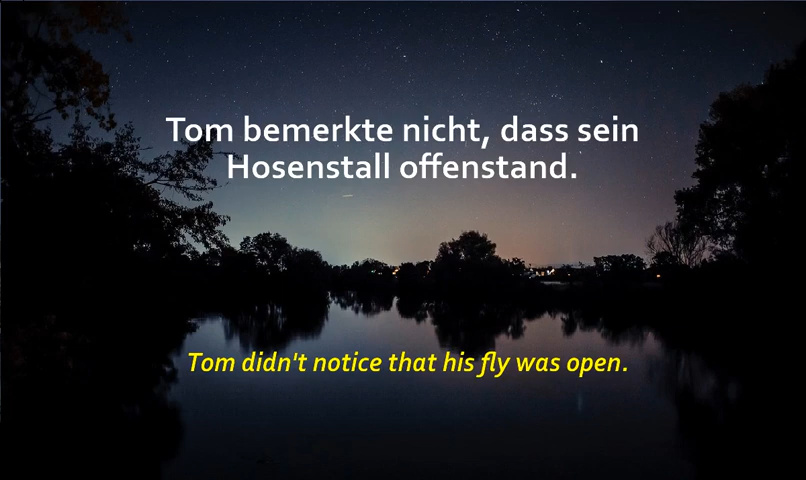 Tom bemerkte nicht, dass sein
Hosenstall offenstand.
Tom didn't notice that his fly was open.